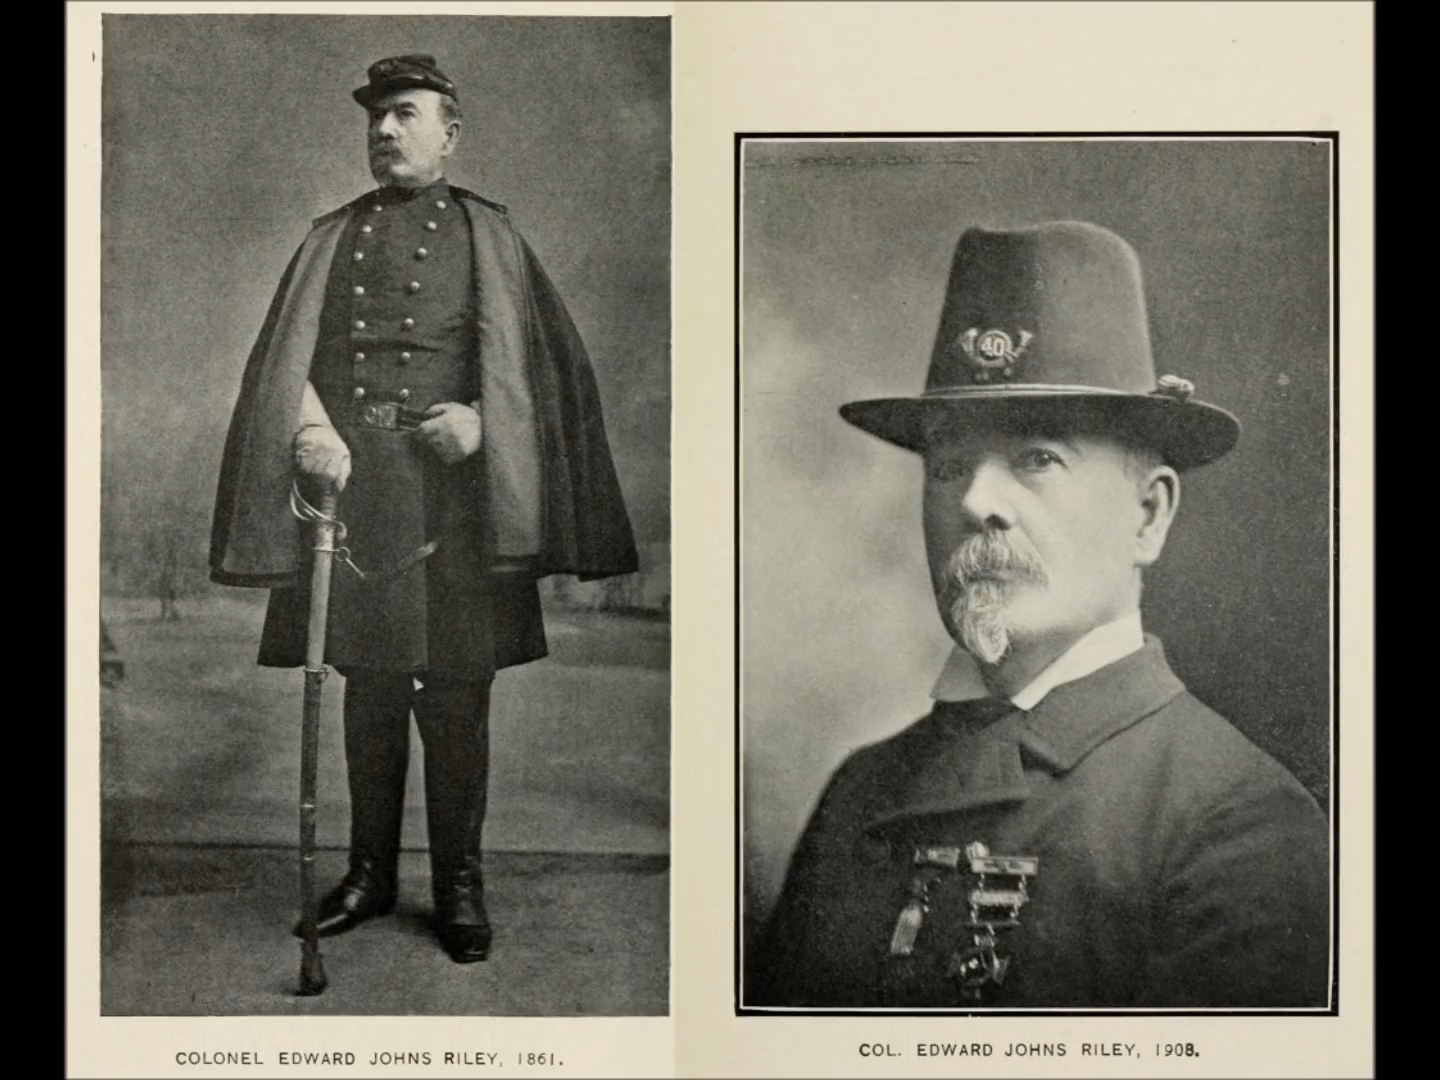 40
COLONEL EDWARD JOHNS RILEY, 1861.
COL. EDWARD JOHNS RILEY, 1908.